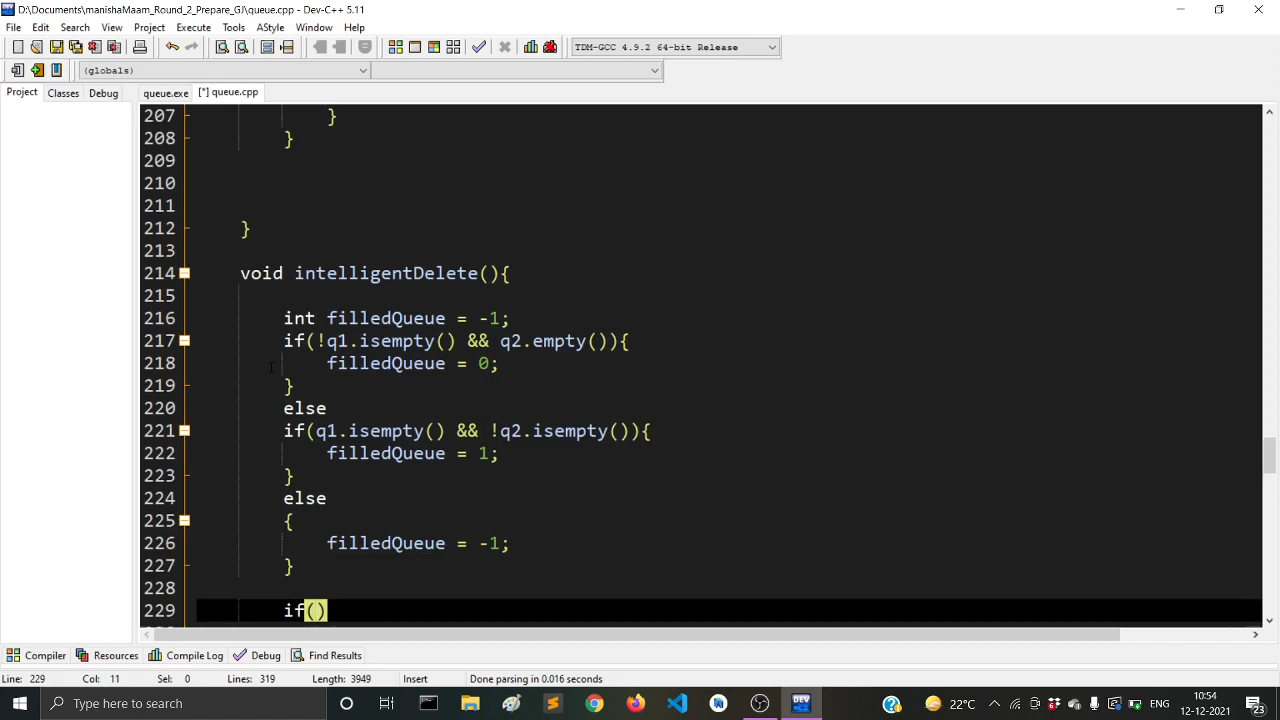 D:\Documents\manishaMaam_Round_2_Prepare_GJ\queue.cpp - Dev-C++ 5.11
File Edit Search View Project Execute Tools AStyle Window Help
TDM-GCC 4.9.2 64-bit Release
(globals)
Project Classes Debug queue.exe [*] queue.cpp
207 }
208 }
209
210
211
212 }
213
214 void intelligentDelete(){
215
216 int filledQueue = -1;
217 if(!q1.isempty() && q2.empty()){
218 filledQueue = 0;
219 }
220 else
221 if(q1.isempty() && !q2.isempty()){
222 filledQueue = 1;
223 }
224 else
225 {
226 filledQueue = -1;
227 }
228
229 if()
Compiler Resources Compile Log Debug Find Results
Line: 229 Col: 11 Sel: 0 Lines: 319 Length: 3949 Insert Done parsing in 0.016 seconds
Type here to search 22°C ENG 10:54
12-12-2021